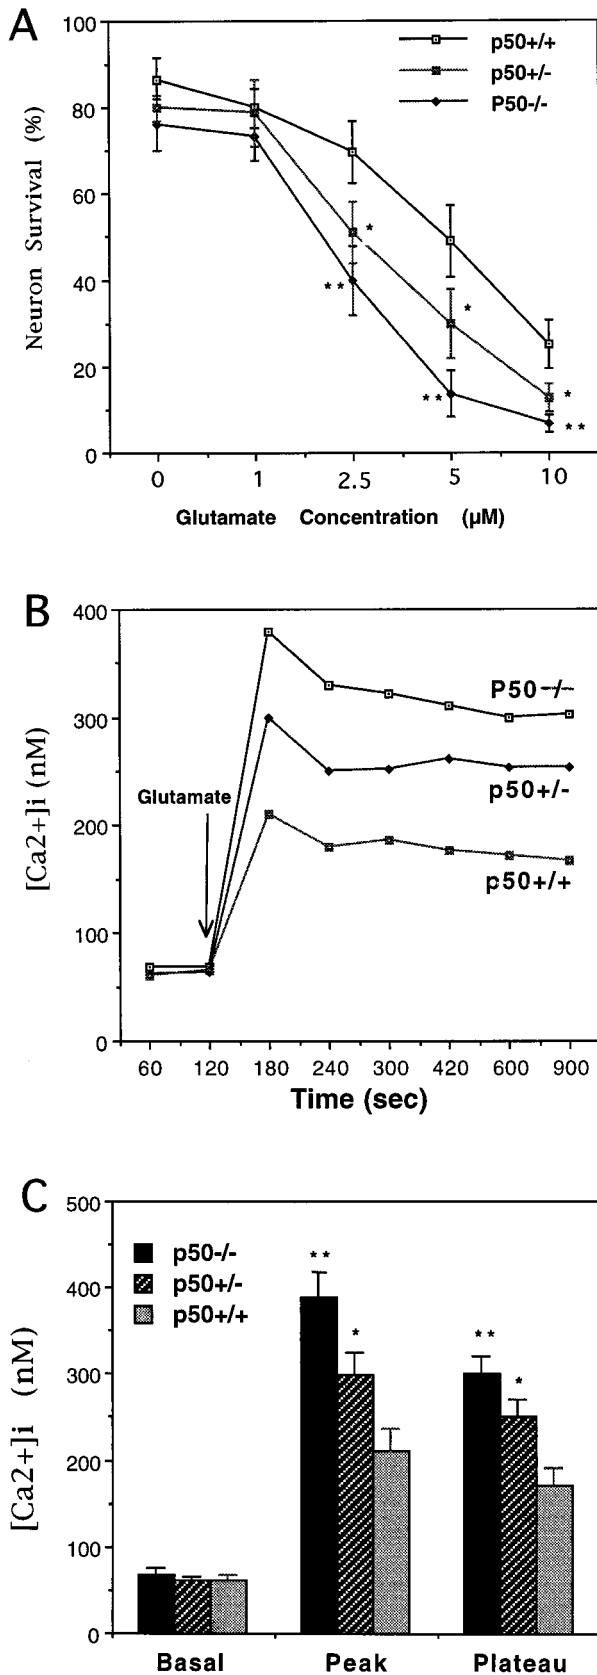 A
100
80
60
40
20
0
Neuron Survival (%)
p50+/+
p50+/-
P50-/-
*
**
*
**
*
**
0 1 2.5 5 10
Glutamate Concentration (µM)
B
400
300
200
100
0
[Ca2+]i (nM)
Glutamate
P50-/-
p50+/-
p50+/+
60 120 180 240 300 420 600 900
Time (sec)
C
500
400
300
200
100
0
[Ca2+]i (nM)
p50-/-
p50+/-
p50+/+
**
*
**
*
Basal Peak Plateau